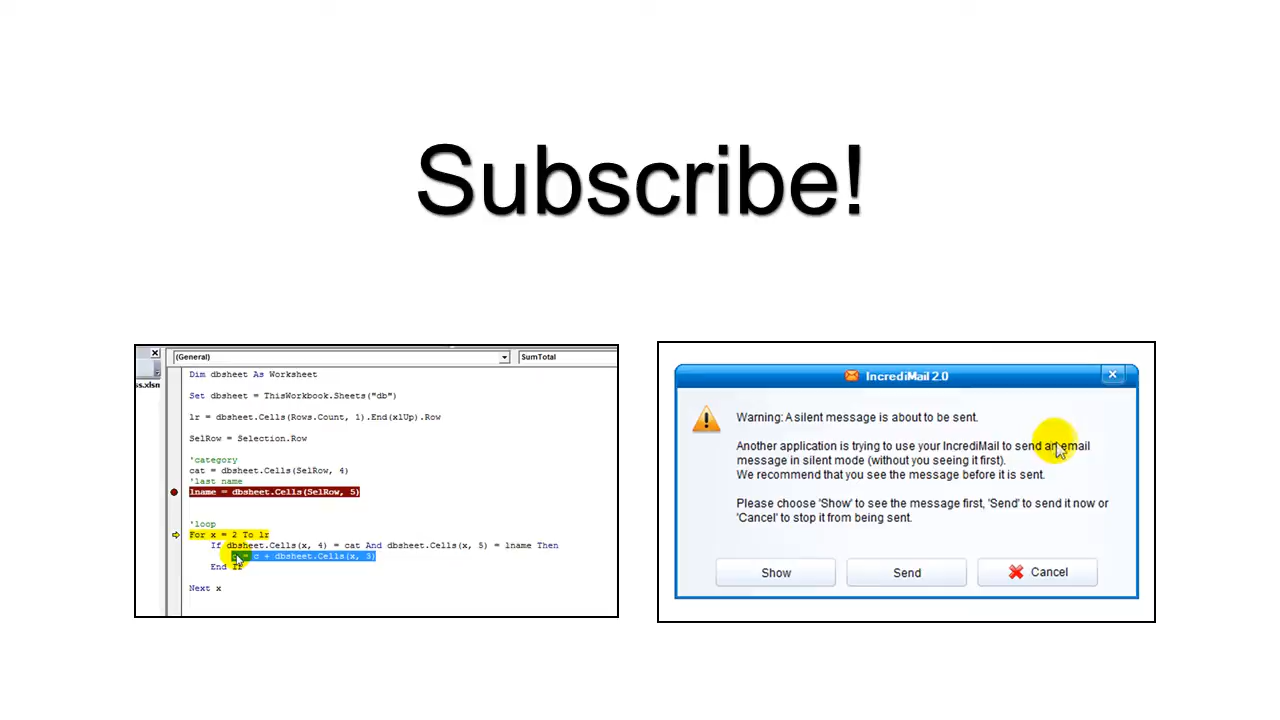 Subscribe!
ss.xlsn
(General)
SumTotal
Dim dbsheet As Worksheet
Set dbsheet = ThisWorkbook.Sheets("db")
lr = dbsheet.Cells(Rows.Count, 1).End(xlUp).Row
SelRow = Selection.Row
'category
cat = dbsheet.Cells(SelRow, 4)
'last name
lname = dbsheet.Cells(SelRow, 5)
'loop
For x = 2 To lr
If dbsheet.Cells(x, 4) = cat And dbsheet.Cells(x, 5) = lname Then
c = c + dbsheet.Cells(x, 3)
End If
Next x
IncrediMail 2.0
Warning: A silent message is about to be sent.
Another application is trying to use your IncrediMail to send an email
message in silent mode (without you seeing it first).
We recommend that you see the message before it is sent.
Please choose 'Show' to see the message first, 'Send' to send it now or
'Cancel' to stop it from being sent.
Show
Send
Cancel